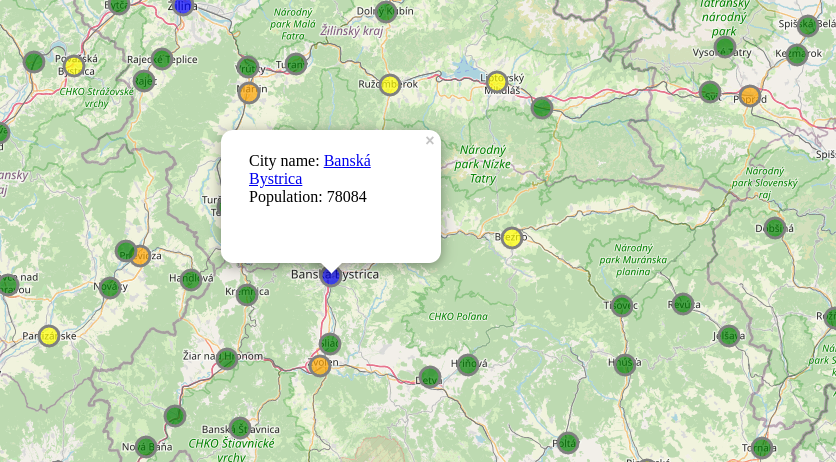 Bytča
Žilina
Národný
park Malá
Fatra
Dolný Kubín
Žilinský kraj
Tatranský
národný
park
Spišská Belá
Vysoké Tatry
Kežmarok
Považská
Bystrica
Rajecké Teplice
Rajec
CHKO Strážovské
vrchy
Vrútky
Turany
Martin
Ružomberok
Liptovský
Mikuláš
Svit
Poprad
×
City name: Banská
Bystrica
Population: 78084
Národný
park Nízke
Tatry
Národný
park Slovenský
raj
Dobšiná
Brezno
Národný
park Muránska
planina
Prievidza
Handlová
Nováky
Kremnica
Banská Bystrica
Partizánske
CHKO Poľana
Tisovec
Revúca
Jelšava
Žiar nad Hronom
Sliač
Zvolen
Detva
Hriňová
Hnúšťa
Nová Baňa
Banská Štiavnica
CHKO Štiavnické
vrchy
Poltár
Tornaľa